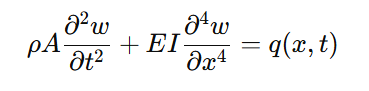 ρA ∂²w/∂t² + EI ∂⁴w/∂x⁴ = q(x, t)